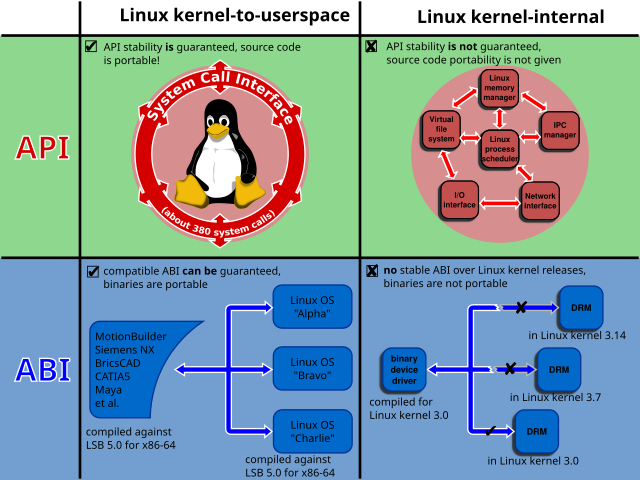 Linux kernel-to-userspace
Linux kernel-internal
API
API stability is guaranteed, source code
is portable!
System Call Interface
(about 380 system calls)
API stability is not guaranteed,
source code portability is not given
Linux
memory
manager
Virtual
file
system
IPC
manager
Linux
process
scheduler
I/O
interface
Network
interface
ABI
compatible ABI can be guaranteed,
binaries are portable
MotionBuilder
Siemens NX
BricsCAD
CATIA5
Maya
et al.
compiled against
LSB 5.0 for x86-64
Linux OS
"Alpha"
Linux OS
"Bravo"
Linux OS
"Charlie"
compiled against
LSB 5.0 for x86-64
no stable ABI over Linux kernel releases,
binaries are not portable
binary
device
driver
compiled for
Linux kernel 3.0
DRM
in Linux kernel 3.14
DRM
in Linux kernel 3.7
DRM
in Linux kernel 3.0